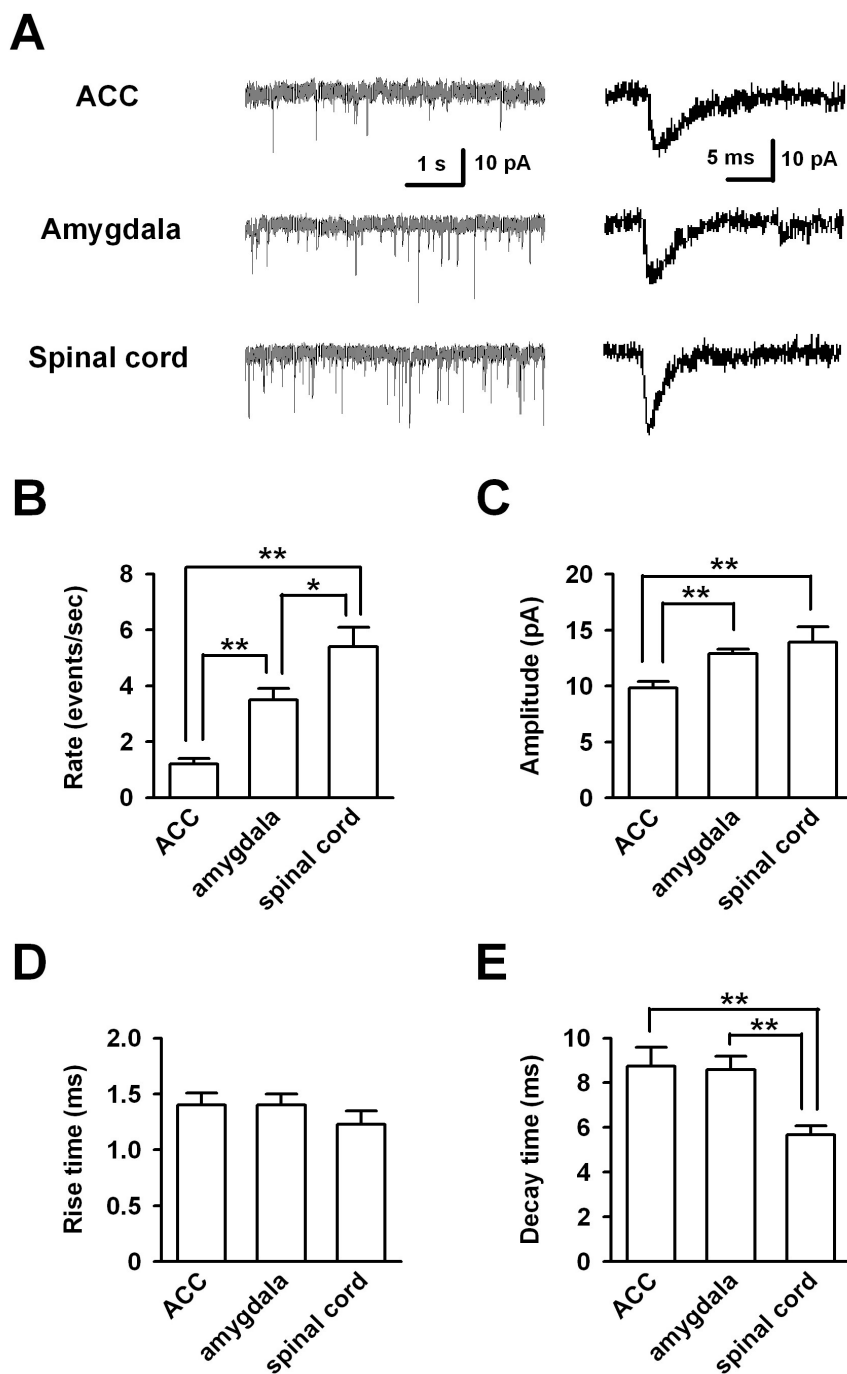 A
ACC
1 s 10 pA
5 ms 10 pA
Amygdala
Spinal cord
B
Rate (events/sec)
8
6
4
2
0
**
*
**
ACC
amygdala
spinal cord
C
Amplitude (pA)
20
15
10
5
0
**
**
ACC
amygdala
spinal cord
D
Rise time (ms)
2.0
1.5
1.0
0.5
0
ACC
amygdala
spinal cord
E
Decay time (ms)
10
8
6
4
2
0
**
**
ACC
amygdala
spinal cord